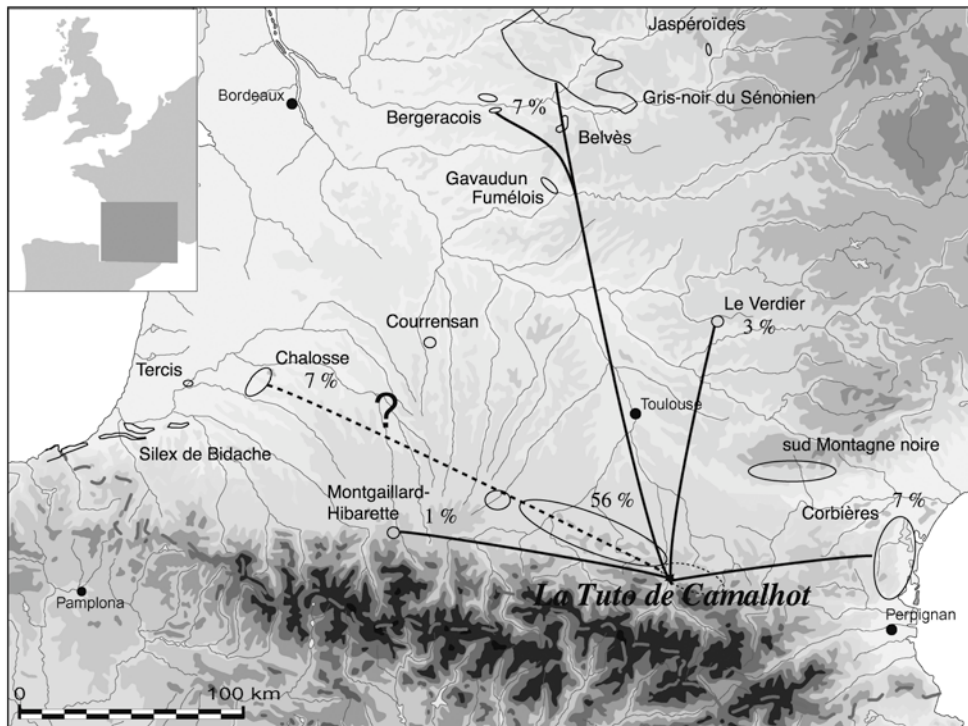 Jaspéroïdes
Bordeaux
Gris-noir du Sénonien
Bergeracois
7 %
Belvès
Gavaudun
Fumélois
Le Verdier
3 %
Courrensan
Chalosse
7 %
Tercis
?
Toulouse
Silex de Bidache
sud Montagne noire
Montgaillard-
Hibarette
1 %
56 %
7 %
Corbières
La Tuto de Camalhot
Pamplona
Perpignan
0
100 km